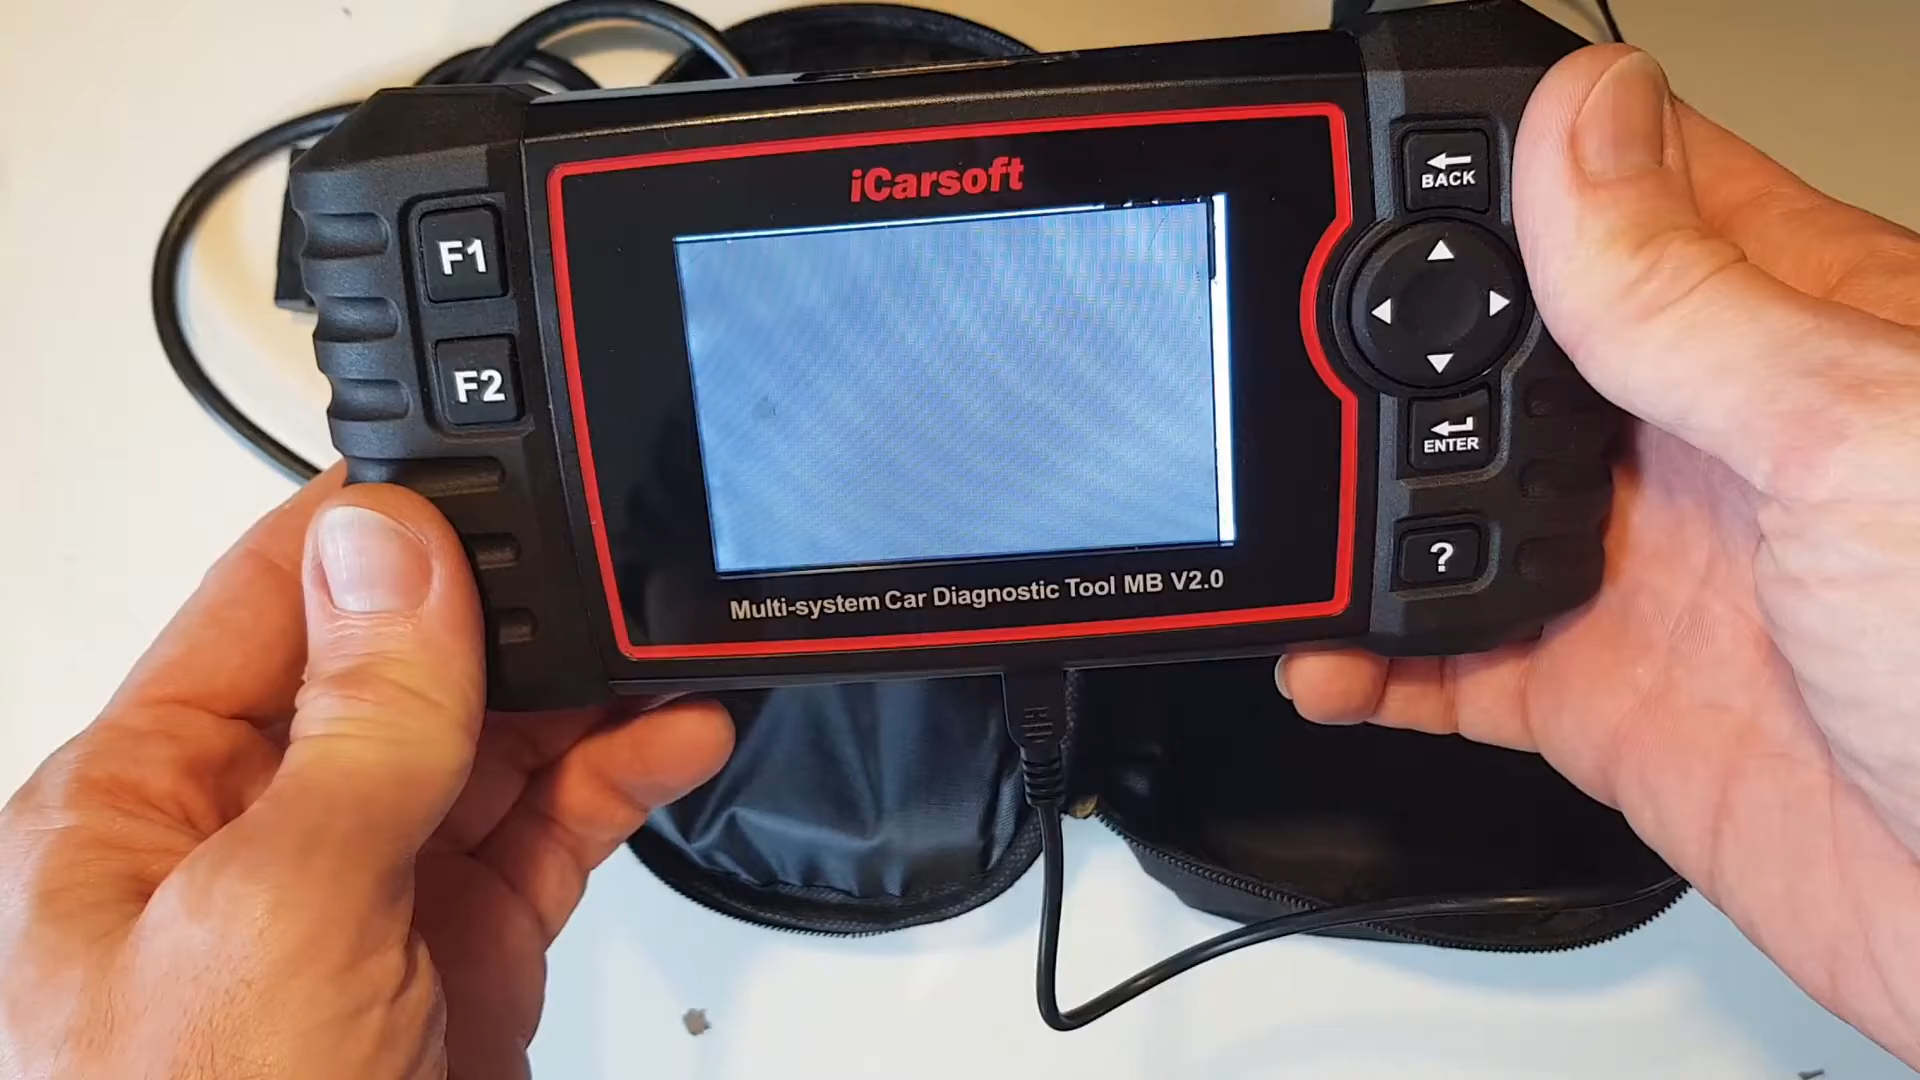 iCarsoft
F1
F2
BACK
ENTER
?
Multi-system Car Diagnostic Tool MB V2.0